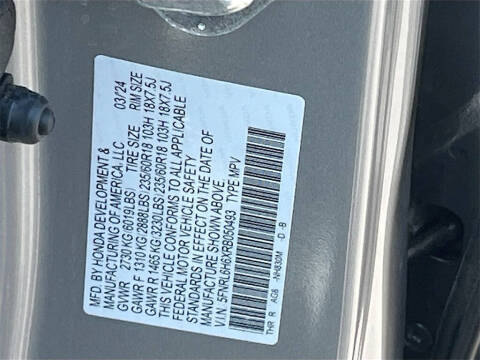 MFD. BY HONDA DEVELOPMENT &
MANUFACTURING OF AMERICA, LLC 03/24
GVWR 2730 KG(6019LBS) TIRE SIZE RIM SIZE
GAWR F 1310 KG 2888LBS 235/60R18 103H 18X7.5J
GAWR R 1465 KG 3230LBS 235/60R18 103H 18X7.5J
THIS VEHICLE CONFORMS TO ALL APPLICABLE
FEDERAL MOTOR VEHICLE SAFETY
STANDARDS IN EFFECT ON THE DATE OF
MANUFACTURE SHOWN ABOVE.
V.I.N. 5FNRL6H6XRB050493 TYPE MPV
THR R AG6 -NH830M -D -B